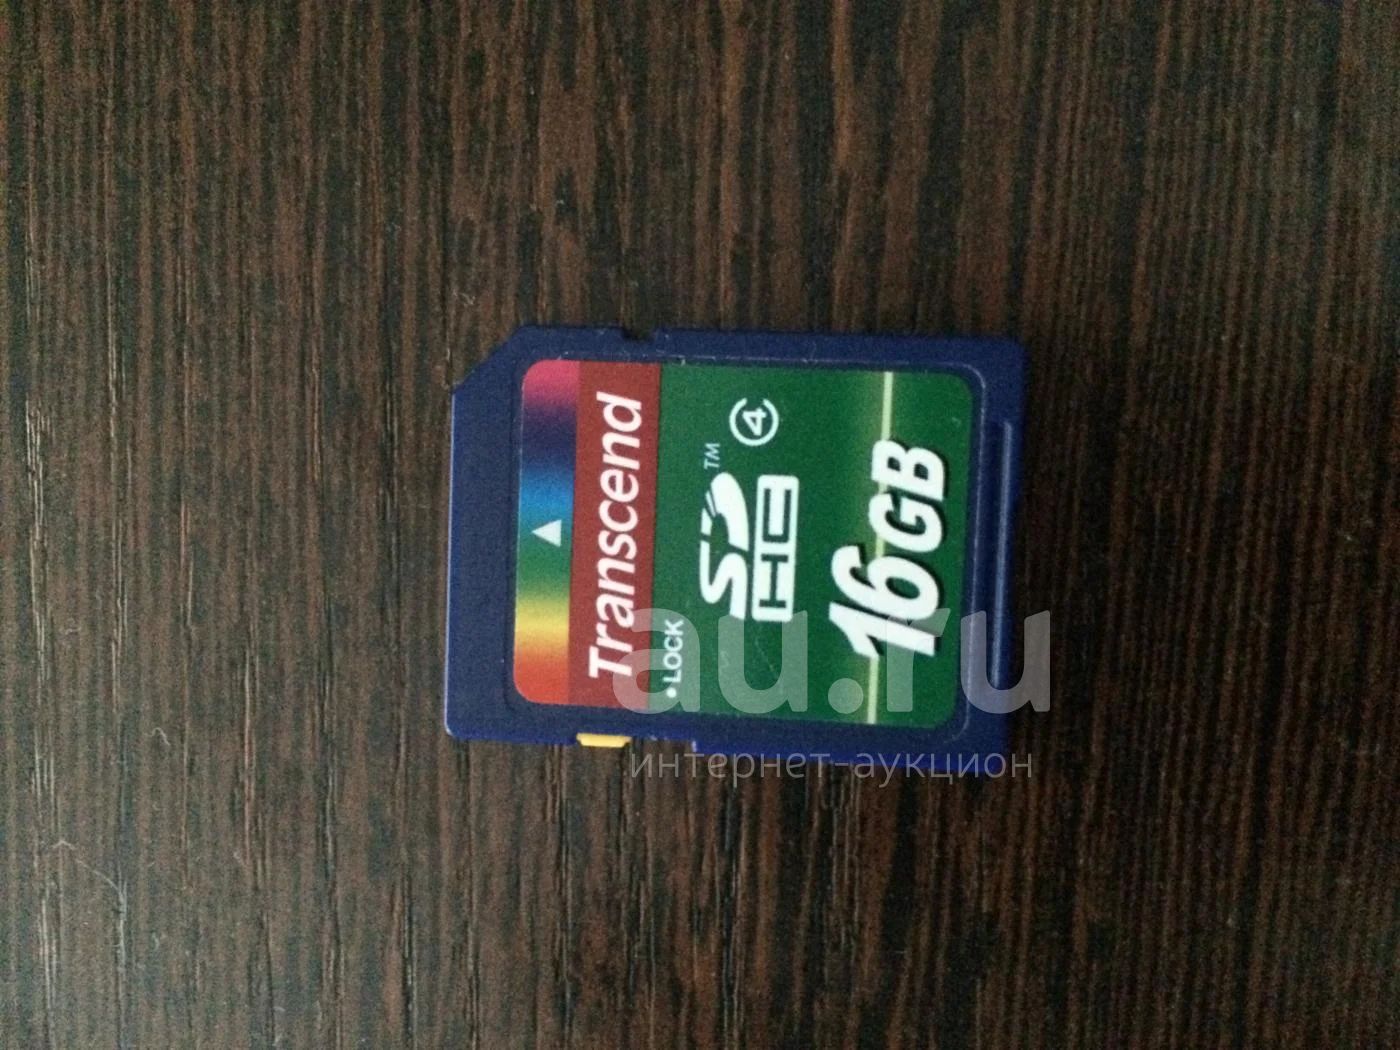 Transcend
• LOCK
SD™
HC
4
16GB
au.ru
интернет-аукцион